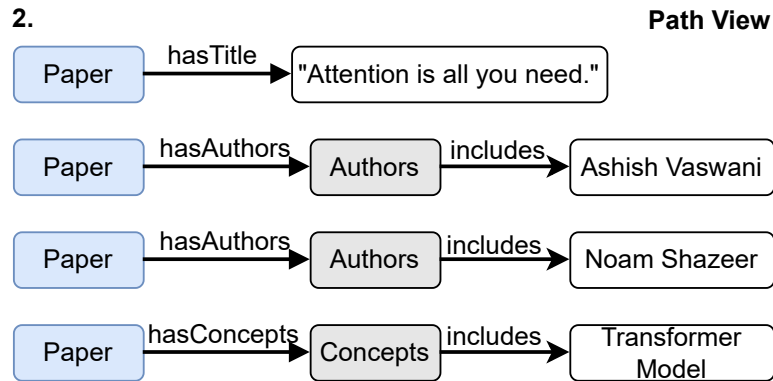 2. Path View
Paper hasTitle "Attention is all you need."
Paper hasAuthors Authors includes Ashish Vaswani
Paper hasAuthors Authors includes Noam Shazeer
Paper hasConcepts Concepts includes Transformer
Model